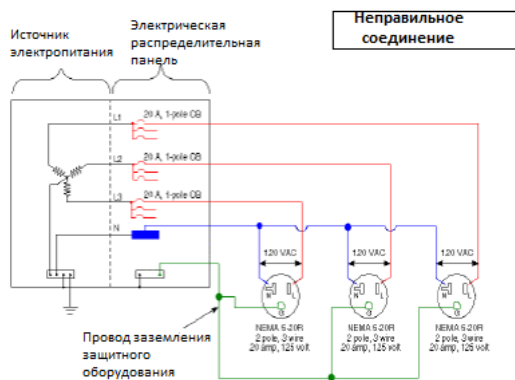 Неправильное
соединение
Источник
электропитания
Электрическая
распределительная
панель
L1
20 A, 1-pole CB
L2
20 A, 1-pole CB
L3
20 A, 1-pole CB
N
120 VAC
120 VAC
120 VAC
N L
N L
N L
G
G
G
NEMA 5-20R
2 pole, 3 wire
20 amp, 125 volt
NEMA 5-20R
2 pole, 3 wire
20 amp, 125 volt
NEMA 5-20R
2 pole, 3 wire
20 amp, 125 volt
Провод заземления
защитного
оборудования